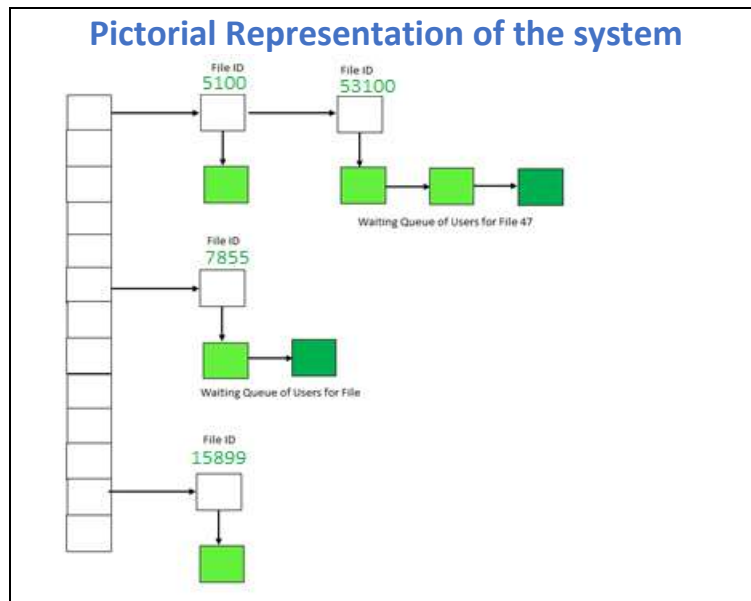 Pictorial Representation of the system
File ID
5100
File ID
53100
Waiting Queue of Users for File 47
File ID
7855
Waiting Queue of Users for File
File ID
15899